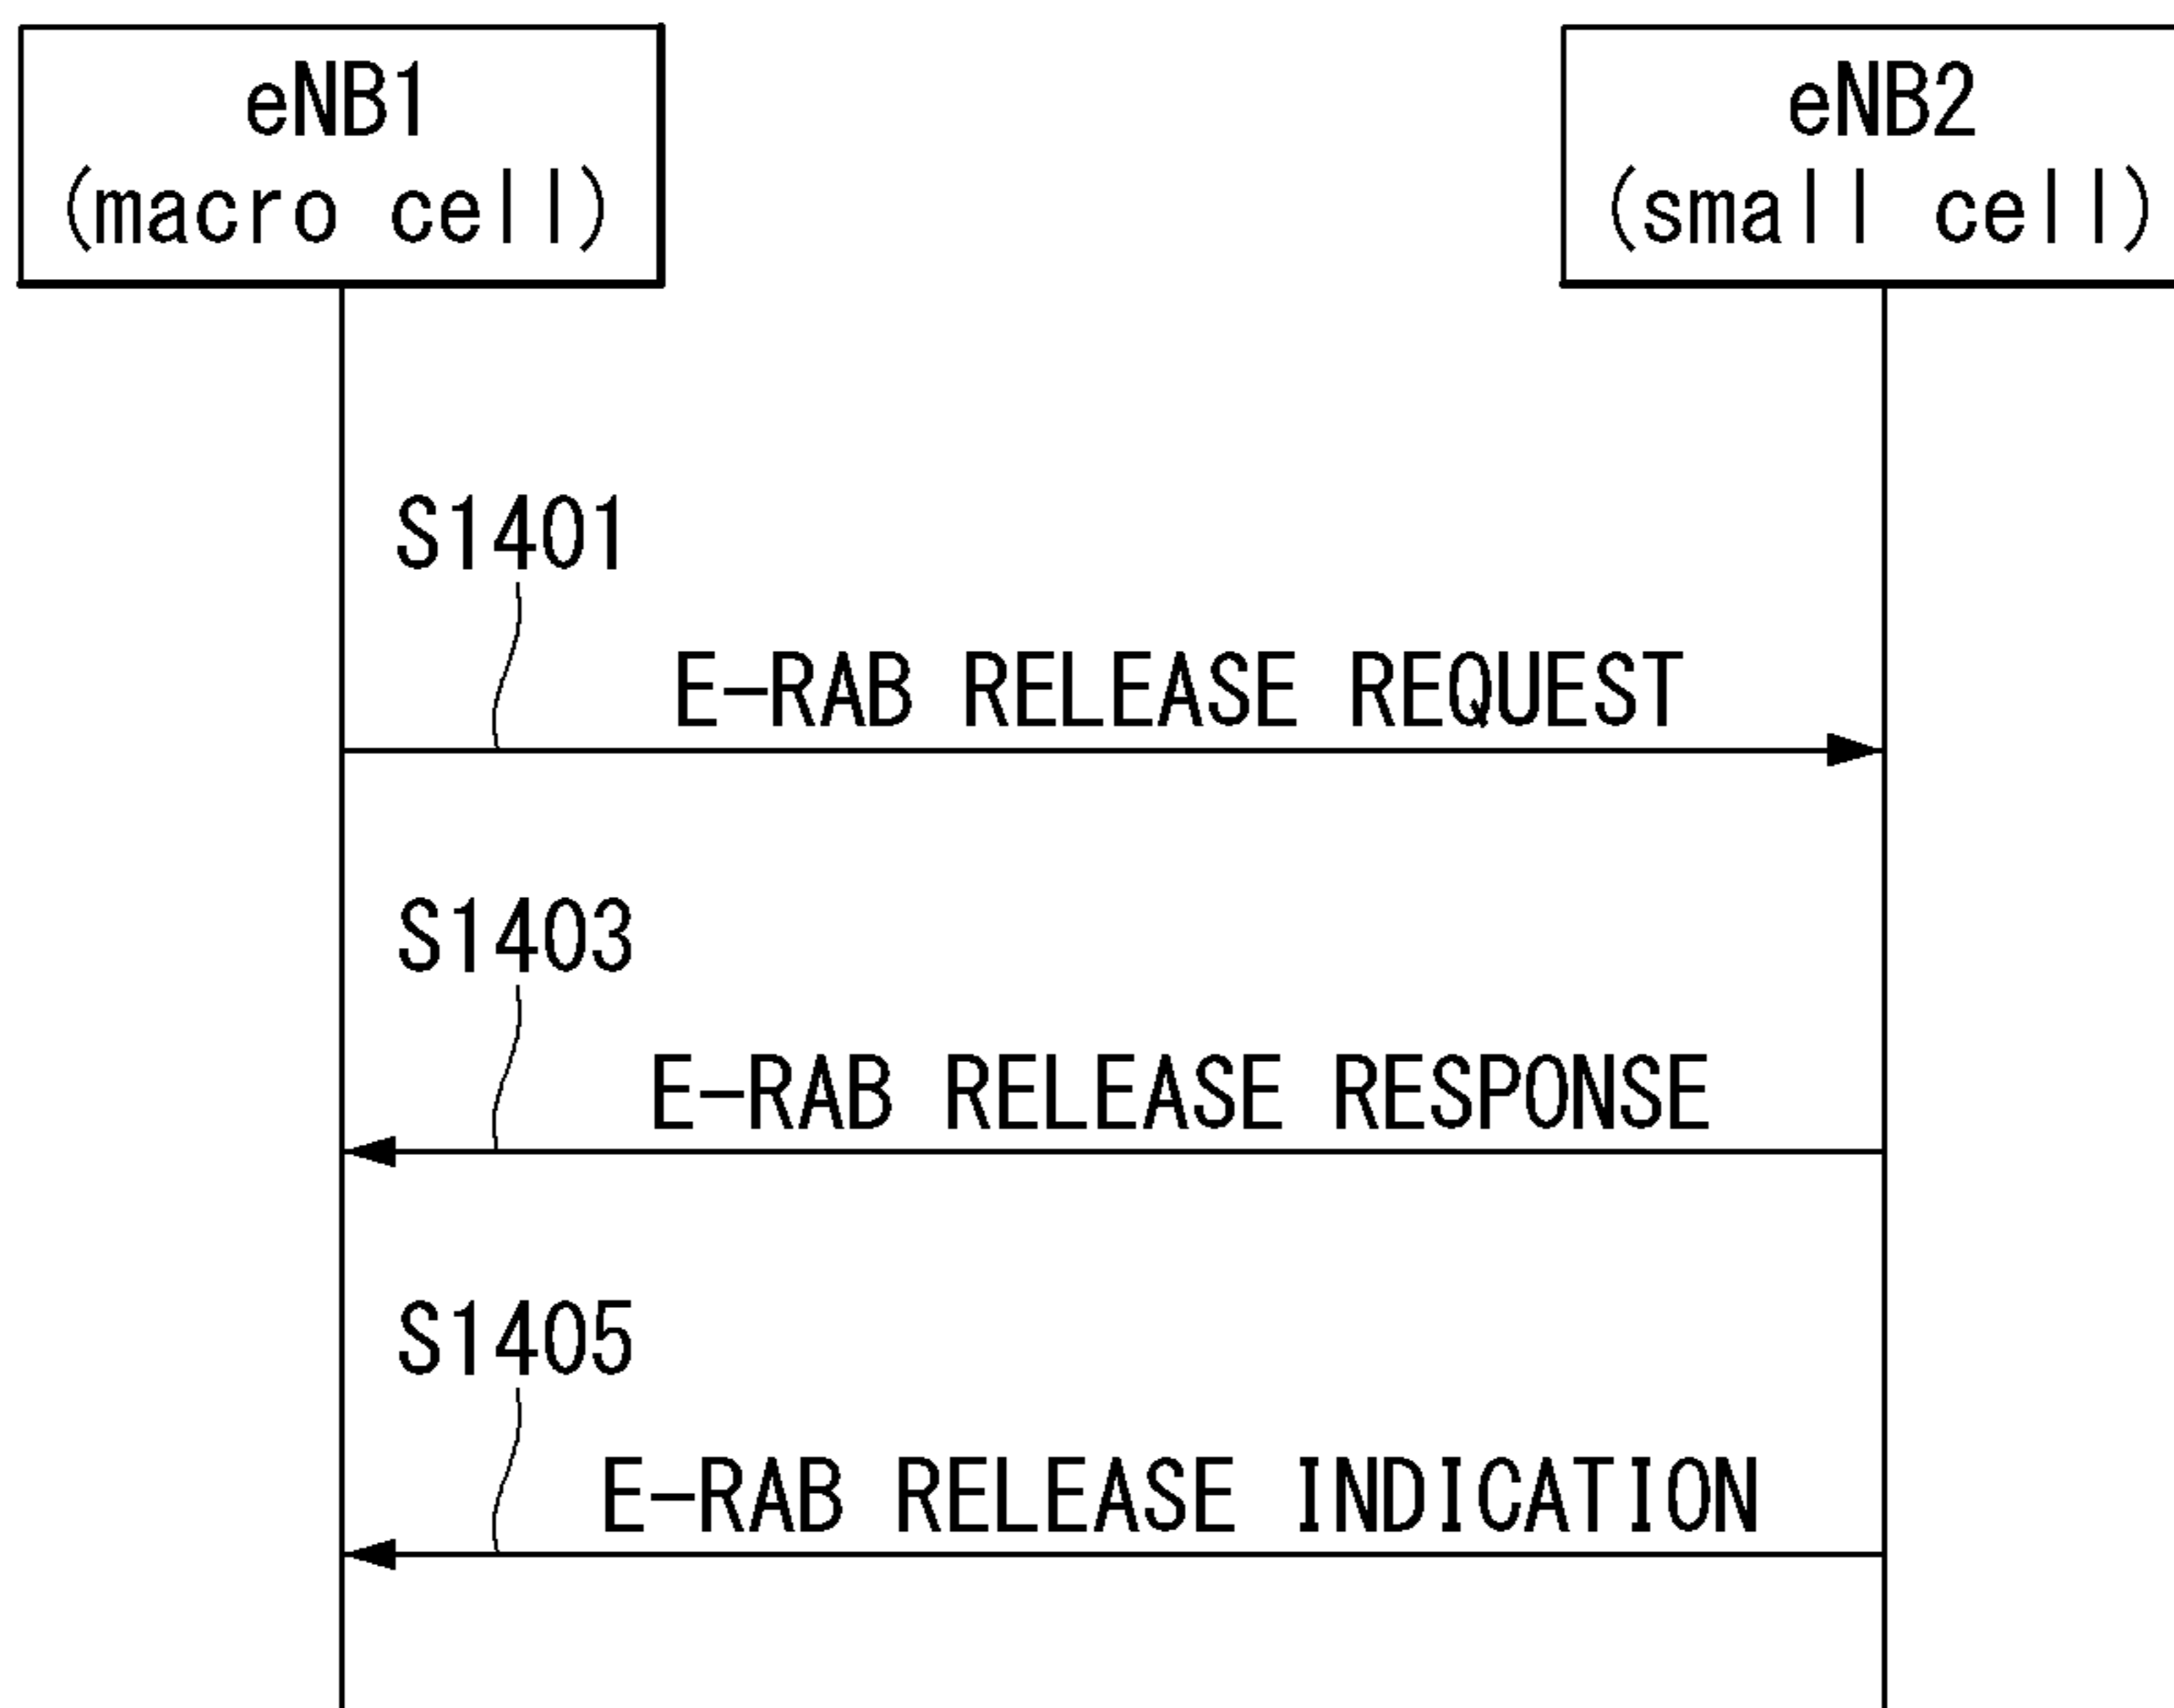 eNB1
(macro cell)
eNB2
(small cell)
S1401
E-RAB RELEASE REQUEST
S1403
E-RAB RELEASE RESPONSE
S1405
E-RAB RELEASE INDICATION